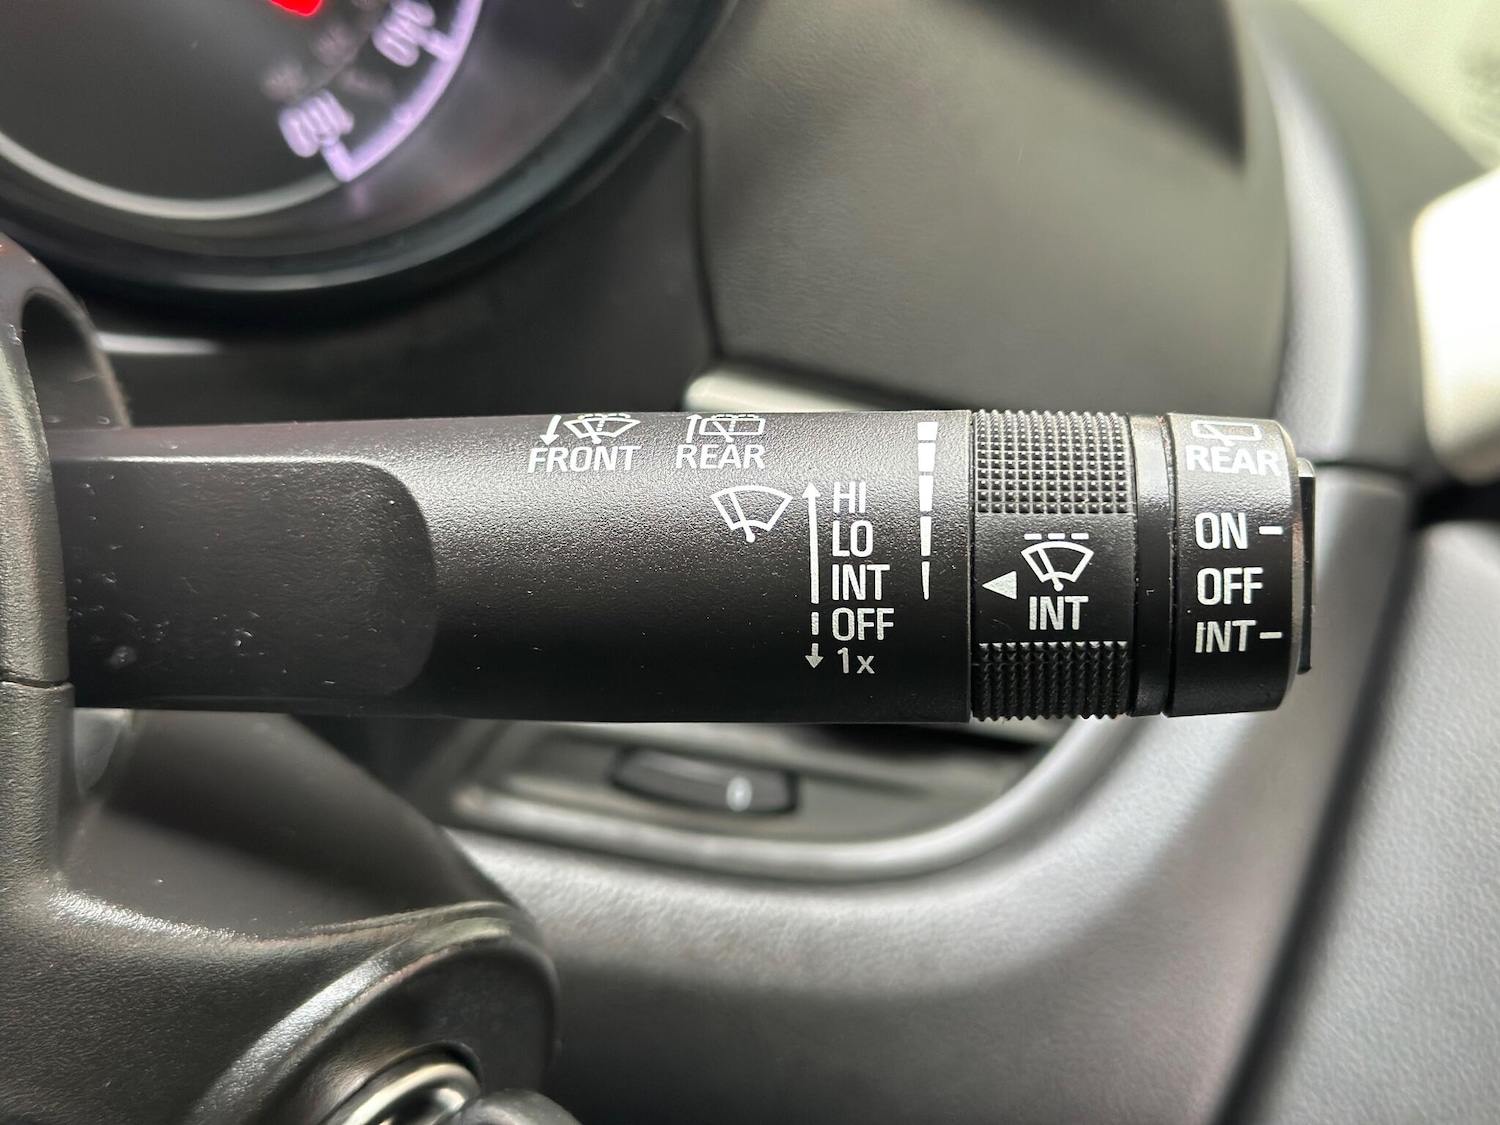 FRONT
REAR
HI
LO
INT
OFF
1x
INT
REAR
ON
OFF
INT